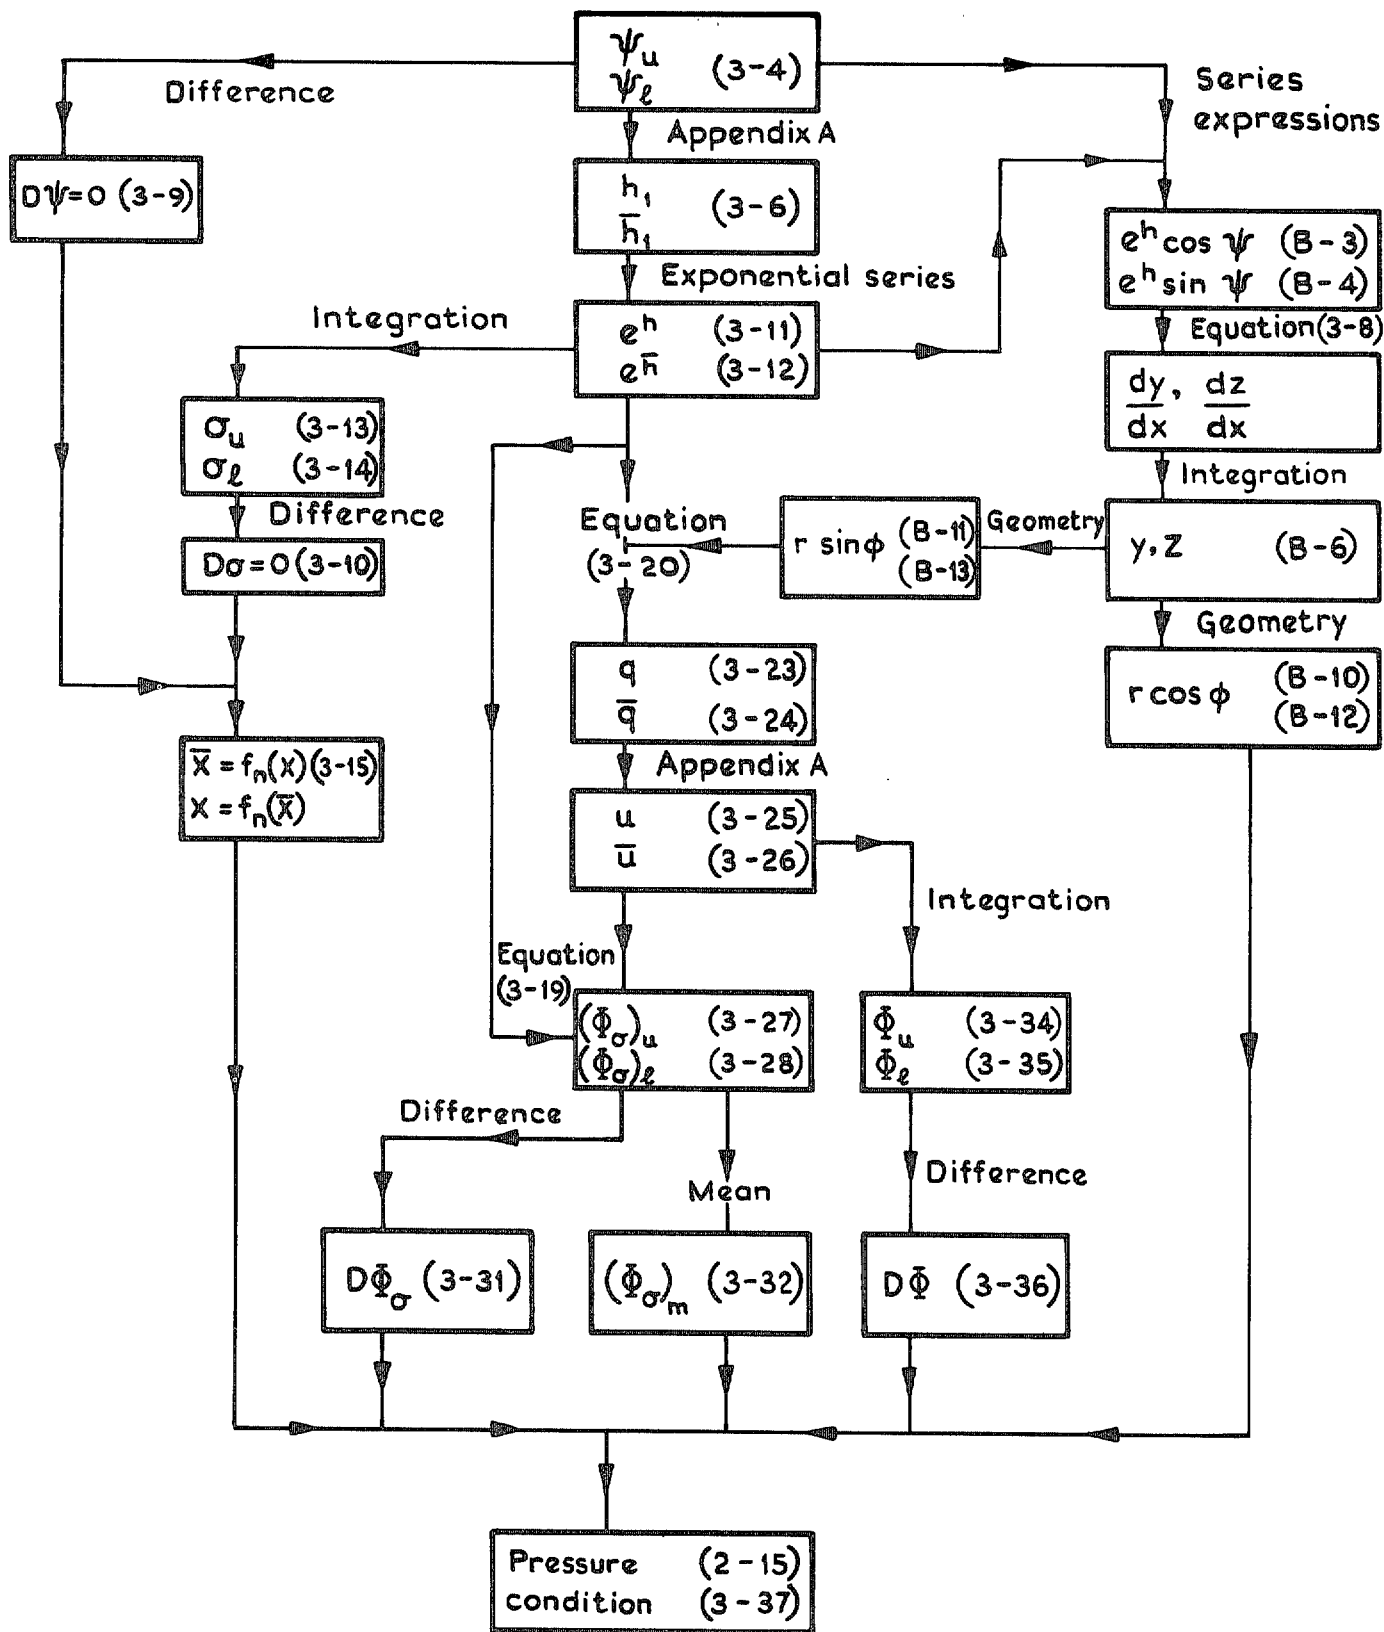 ψu (3-4)
ψℓ
Difference
Series
expressions
Appendix A
Dψ=0 (3-9)
h₁ (3-6)
h̅₁
e^h cos ψ (B-3)
e^h sin ψ (B-4)
Exponential series
Integration
e^h (3-11)
e^h̅ (3-12)
Equation(3-8)
dy/dx, dz/dx
σu (3-13)
σℓ (3-14)
Integration
Difference
Equation
(3-20)
r sinφ (B-11)
(B-13)
Geometry
y,z (B-6)
Dσ=0 (3-10)
Geometry
q (3-23)
q̅ (3-24)
r cos φ (B-10)
(B-12)
X̅ = fn(X)(3-15)
X = fn(X̅)
Appendix A
u (3-25)
u̅ (3-26)
Integration
Equation
(3-19)
(Φσ)u (3-27)
(Φσ)ℓ (3-28)
Φu (3-34)
Φℓ (3-35)
Difference
Mean
Difference
DΦσ (3-31)
(Φσ)m (3-32)
DΦ (3-36)
Pressure (2-15)
condition (3-37)